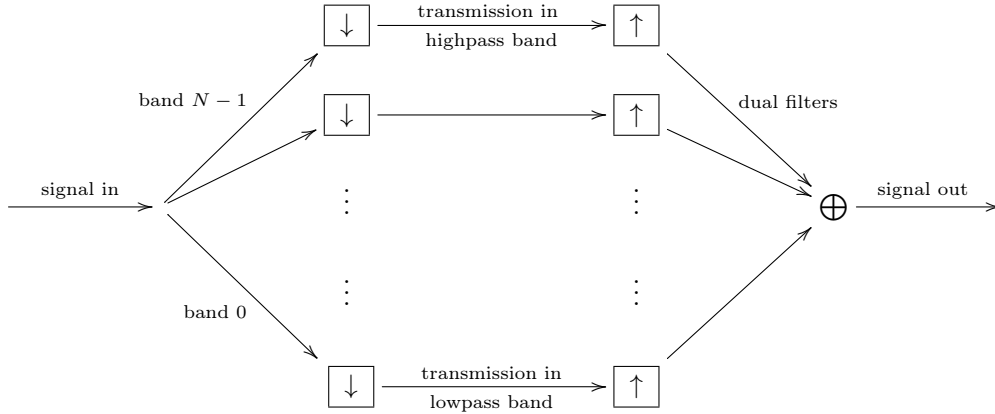 transmission in
↓ ↑
highpass band
band N − 1
dual filters
↓ ↑
signal in
⋮ ⋮
⊕
signal out
⋮ ⋮
band 0
transmission in
↓ ↑
lowpass band